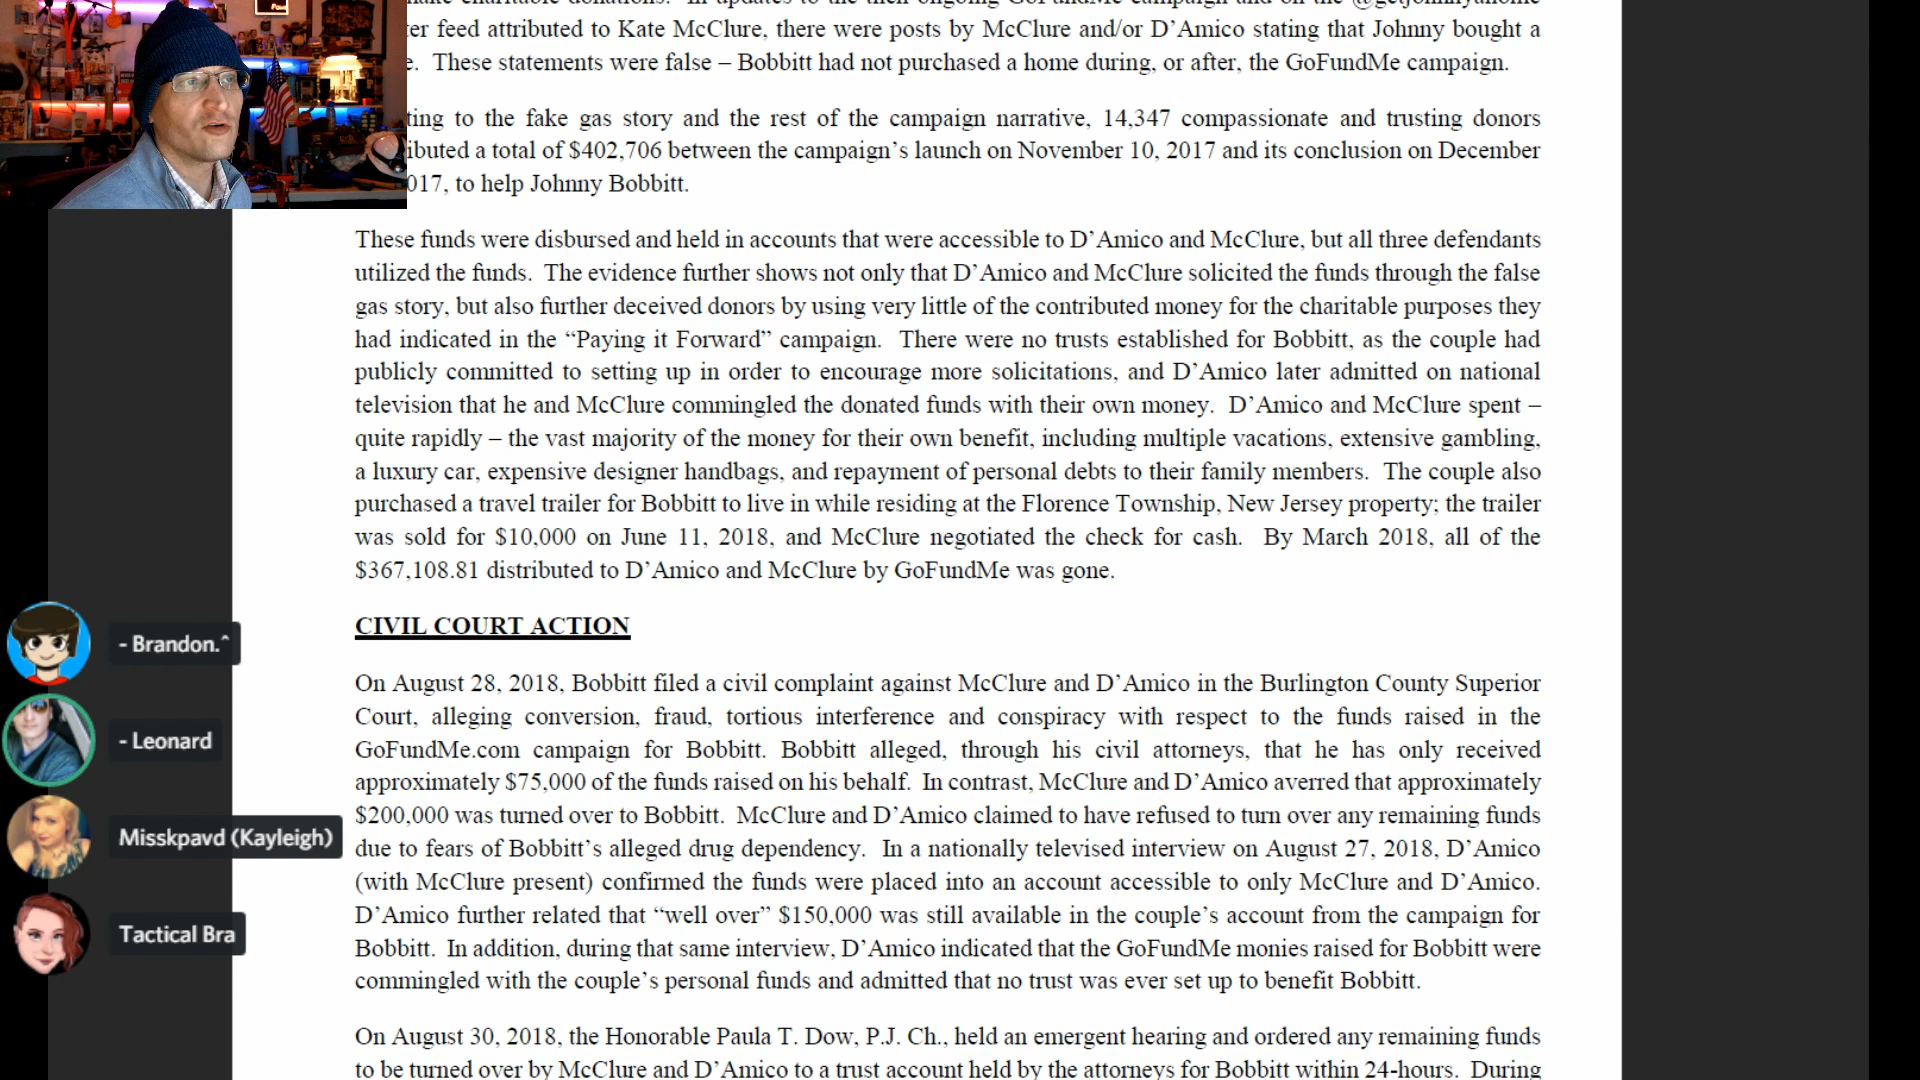 make charitable donations. In updates to the then ongoing GoFundMe campaign and on the @getjohnnyahome
er feed attributed to Kate McClure, there were posts by McClure and/or D’Amico stating that Johnny bought a
e. These statements were false – Bobbitt had not purchased a home during, or after, the GoFundMe campaign.
ting to the fake gas story and the rest of the campaign narrative, 14,347 compassionate and trusting donors
ibuted a total of $402,706 between the campaign’s launch on November 10, 2017 and its conclusion on December
017, to help Johnny Bobbitt.
These funds were disbursed and held in accounts that were accessible to D’Amico and McClure, but all three defendants
utilized the funds. The evidence further shows not only that D’Amico and McClure solicited the funds through the false
gas story, but also further deceived donors by using very little of the contributed money for the charitable purposes they
had indicated in the “Paying it Forward” campaign. There were no trusts established for Bobbitt, as the couple had
publicly committed to setting up in order to encourage more solicitations, and D’Amico later admitted on national
television that he and McClure commingled the donated funds with their own money. D’Amico and McClure spent –
quite rapidly – the vast majority of the money for their own benefit, including multiple vacations, extensive gambling,
a luxury car, expensive designer handbags, and repayment of personal debts to their family members. The couple also
purchased a travel trailer for Bobbitt to live in while residing at the Florence Township, New Jersey property; the trailer
was sold for $10,000 on June 11, 2018, and McClure negotiated the check for cash. By March 2018, all of the
$367,108.81 distributed to D’Amico and McClure by GoFundMe was gone.
CIVIL COURT ACTION
- Brandon.^
- Leonard
Misskpavd (Kayleigh)
Tactical Bra
On August 28, 2018, Bobbitt filed a civil complaint against McClure and D’Amico in the Burlington County Superior
Court, alleging conversion, fraud, tortious interference and conspiracy with respect to the funds raised in the
GoFundMe.com campaign for Bobbitt. Bobbitt alleged, through his civil attorneys, that he has only received
approximately $75,000 of the funds raised on his behalf. In contrast, McClure and D’Amico averred that approximately
$200,000 was turned over to Bobbitt. McClure and D’Amico claimed to have refused to turn over any remaining funds
due to fears of Bobbitt’s alleged drug dependency. In a nationally televised interview on August 27, 2018, D’Amico
(with McClure present) confirmed the funds were placed into an account accessible to only McClure and D’Amico.
D’Amico further related that “well over” $150,000 was still available in the couple’s account from the campaign for
Bobbitt. In addition, during that same interview, D’Amico indicated that the GoFundMe monies raised for Bobbitt were
commingled with the couple’s personal funds and admitted that no trust was ever set up to benefit Bobbitt.
On August 30, 2018, the Honorable Paula T. Dow, P.J. Ch., held an emergent hearing and ordered any remaining funds
to be turned over by McClure and D’Amico to a trust account held by the attorneys for Bobbitt within 24-hours. During